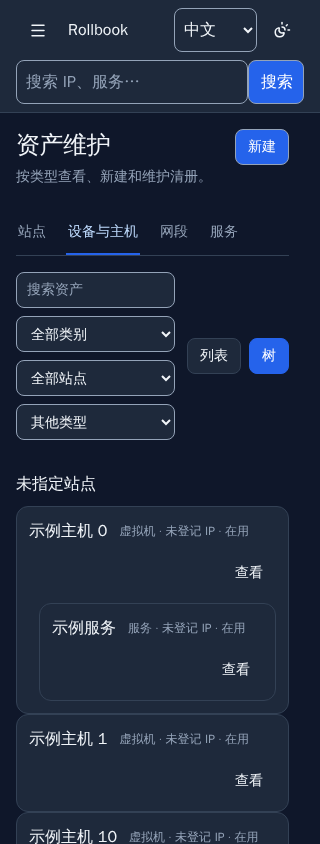 Rollbook
中文
搜索 IP、服务…
搜索
资产维护
新建
按类型查看、新建和维护清册。
站点
设备与主机
网段
服务
搜索资产
全部类别
全部站点
其他类型
列表
树
未指定站点
示例主机 0 虚拟机 · 未登记 IP · 在用
查看
示例服务 服务 · 未登记 IP · 在用
查看
示例主机 1 虚拟机 · 未登记 IP · 在用
查看
示例主机 10 虚拟机 · 未登记 IP · 在用